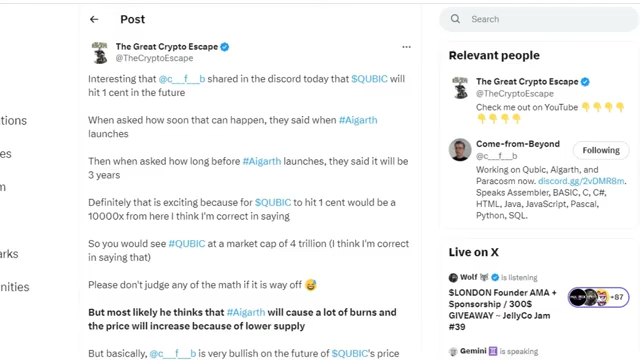 ← Post
The Great Crypto Escape
@TheCryptoEscape
...
Interesting that @c___f___b shared in the discord today that $QUBIC will
hit 1 cent in the future
When asked how soon that can happen, they said when #Aigarth
launches
Then when asked how long before #Aigarth launches, they said it will be
3 years
Definitely that is exciting because for $QUBIC to hit 1 cent would be a
10000x from here I think I'm correct in saying
So you would see #QUBIC at a market cap of 4 trillion (I think I'm correct
in saying that)
Please don't judge any of the math if it is way off 😅
But most likely he thinks that #Aigarth will cause a lot of burns and
the price will increase because of lower supply
But basically, @c___f___b is very bullish on the future of $QUBIC's price
tions
es
m
arks
nities
Search
Relevant people
The Great Crypto Escape
@TheCryptoEscape
Check me out on YouTube 👇👇👇👇
👇👇👇👇👇
Come-from-Beyond
@c___f___b
Following
Working on Qubic, Aigarth, and
Paracosm now. discord.gg/2vDMR8m.
Speaks Assembler, BASIC, C, C#,
HTML, Java, JavaScript, Pascal,
Python, SQL.
Live on X
Wolf 🐺 is listening
$LONDON Founder AMA +
Sponsorship / 300$
GIVEAWAY ~ JellyCo Jam
#39
+87
Gemini ♊ is speaking